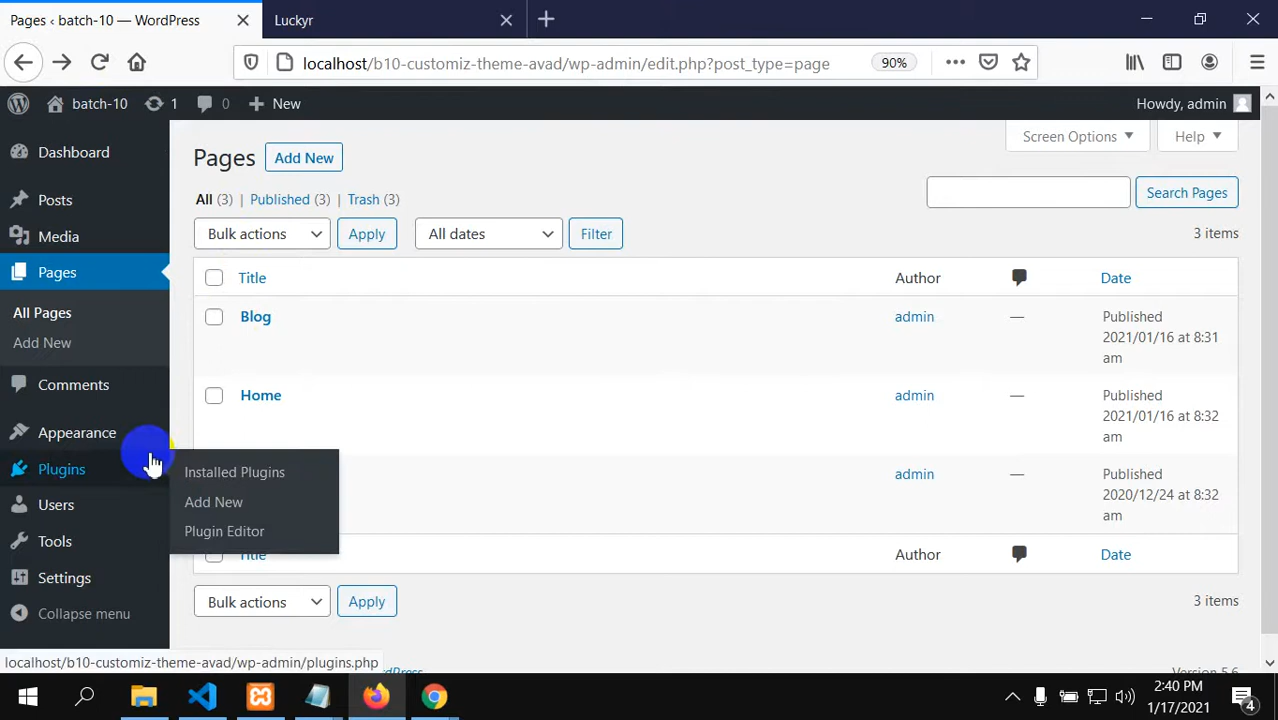 Pages ‹ batch-10 — WordPress
Luckyr
localhost/b10-customiz-theme-avad/wp-admin/edit.php?post_type=page
90%
batch-10
1
0
New
Howdy, admin
Dashboard
Posts
Media
Pages
All Pages
Add New
Comments
Appearance
Plugins
Users
Tools
Settings
Collapse menu
Installed Plugins
Add New
Plugin Editor
Screen Options
Help
Pages
Add New
All (3) | Published (3) | Trash (3)
Search Pages
Bulk actions
Apply
All dates
Filter
3 items
Title
Author
Date
Blog
admin
—
Published
2021/01/16 at 8:31
am
Home
admin
—
Published
2021/01/16 at 8:32
am
admin
—
Published
2020/12/24 at 8:32
am
Title
Author
Date
Bulk actions
Apply
3 items
localhost/b10-customiz-theme-avad/wp-admin/plugins.php
2:40 PM
1/17/2021
4